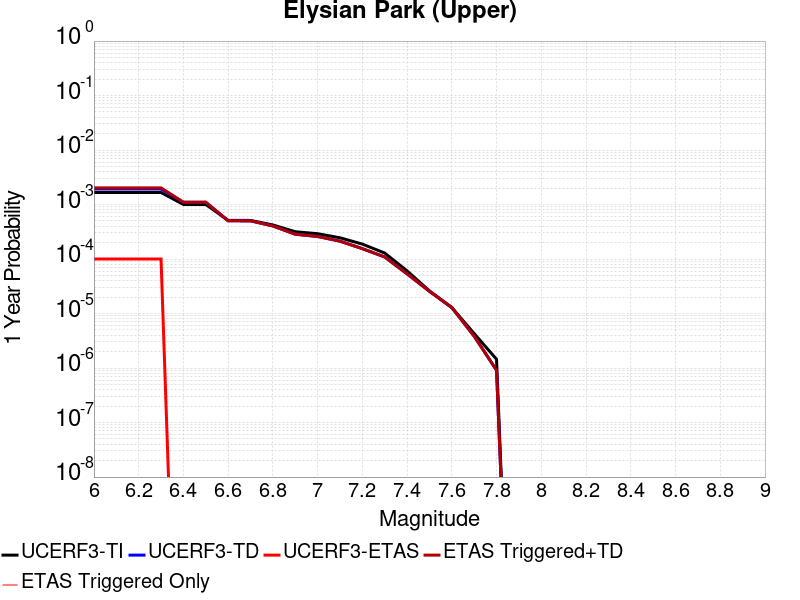 Elysian Park (Upper)
10^0
10^-1
10^-2
10^-3
10^-4
10^-5
10^-6
10^-7
10^-8
1 Year Probability
6 6.2 6.4 6.6 6.8 7 7.2 7.4 7.6 7.8 8 8.2 8.4 8.6 8.8 9
Magnitude
UCERF3-TI UCERF3-TD UCERF3-ETAS ETAS Triggered+TD
ETAS Triggered Only